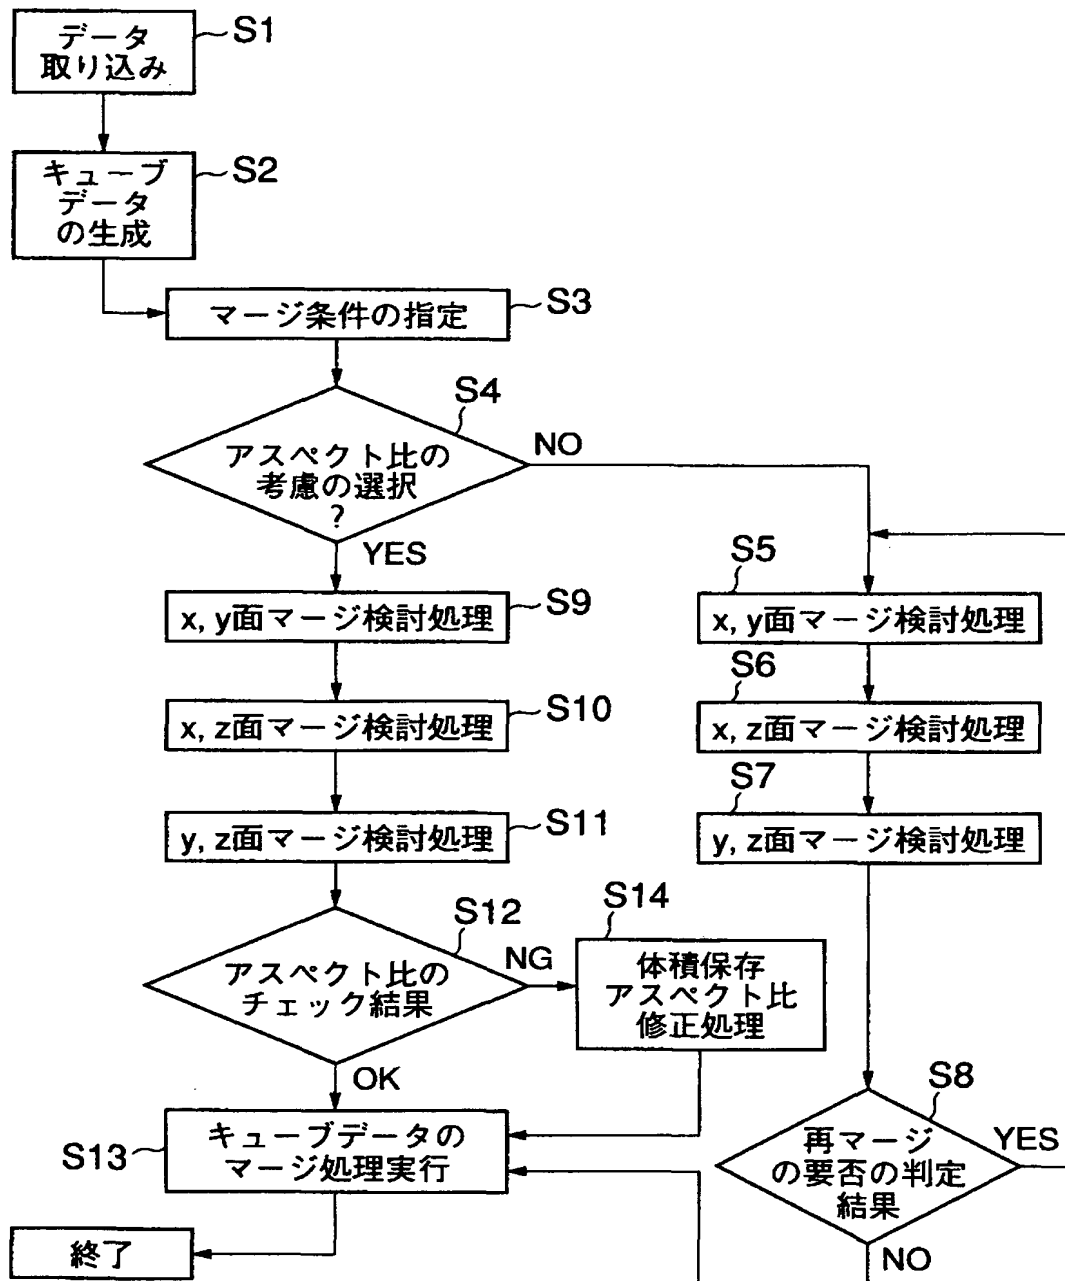 データ
取り込み
S1
キューブ
データ
の生成
S2
マージ条件の指定
S3
S4
アスペクト比の
考慮の選択
?
NO
YES
x, y面マージ検討処理
S9
x, z面マージ検討処理
S10
y, z面マージ検討処理
S11
S5
x, y面マージ検討処理
S6
x, z面マージ検討処理
S7
y, z面マージ検討処理
S12
アスペクト比の
チェック結果
NG
OK
S14
体積保存
アスペクト比
修正処理
S8
再マージ
の要否の判定
結果
YES
NO
S13
キューブデータの
マージ処理実行
終了